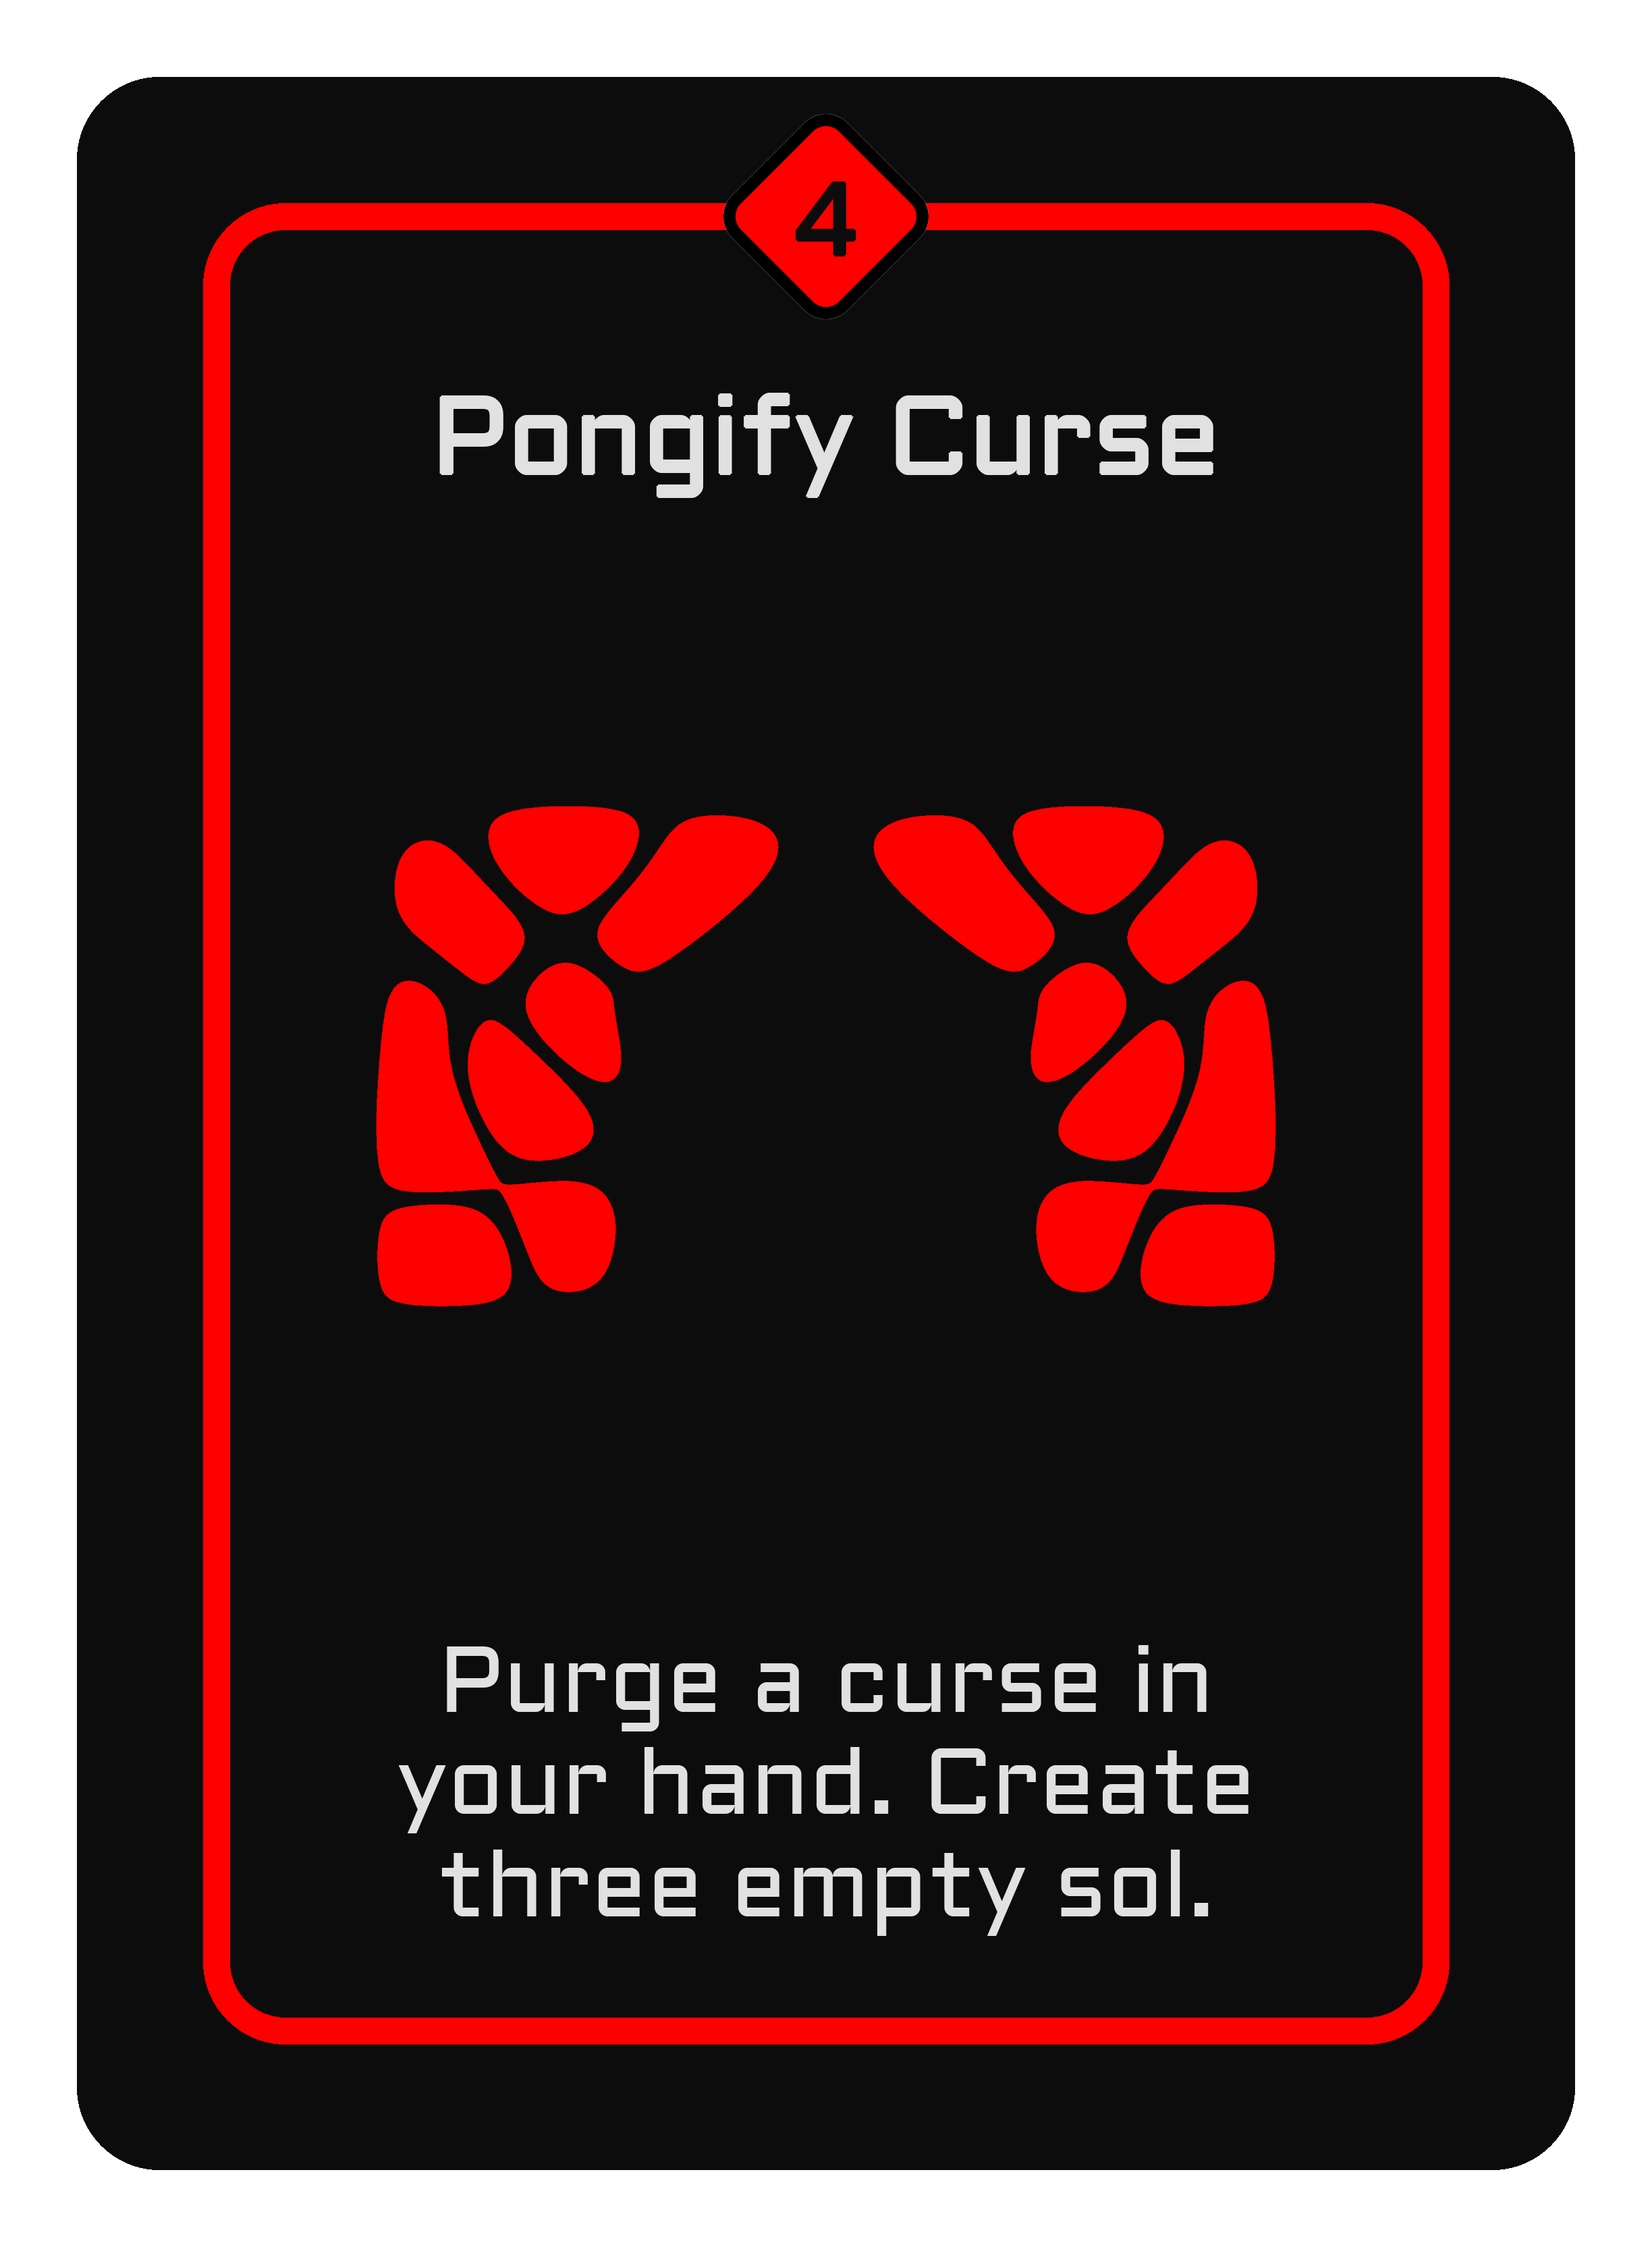 4
Pongify Curse
Purge a curse in
your hand. Create
three empty sol.